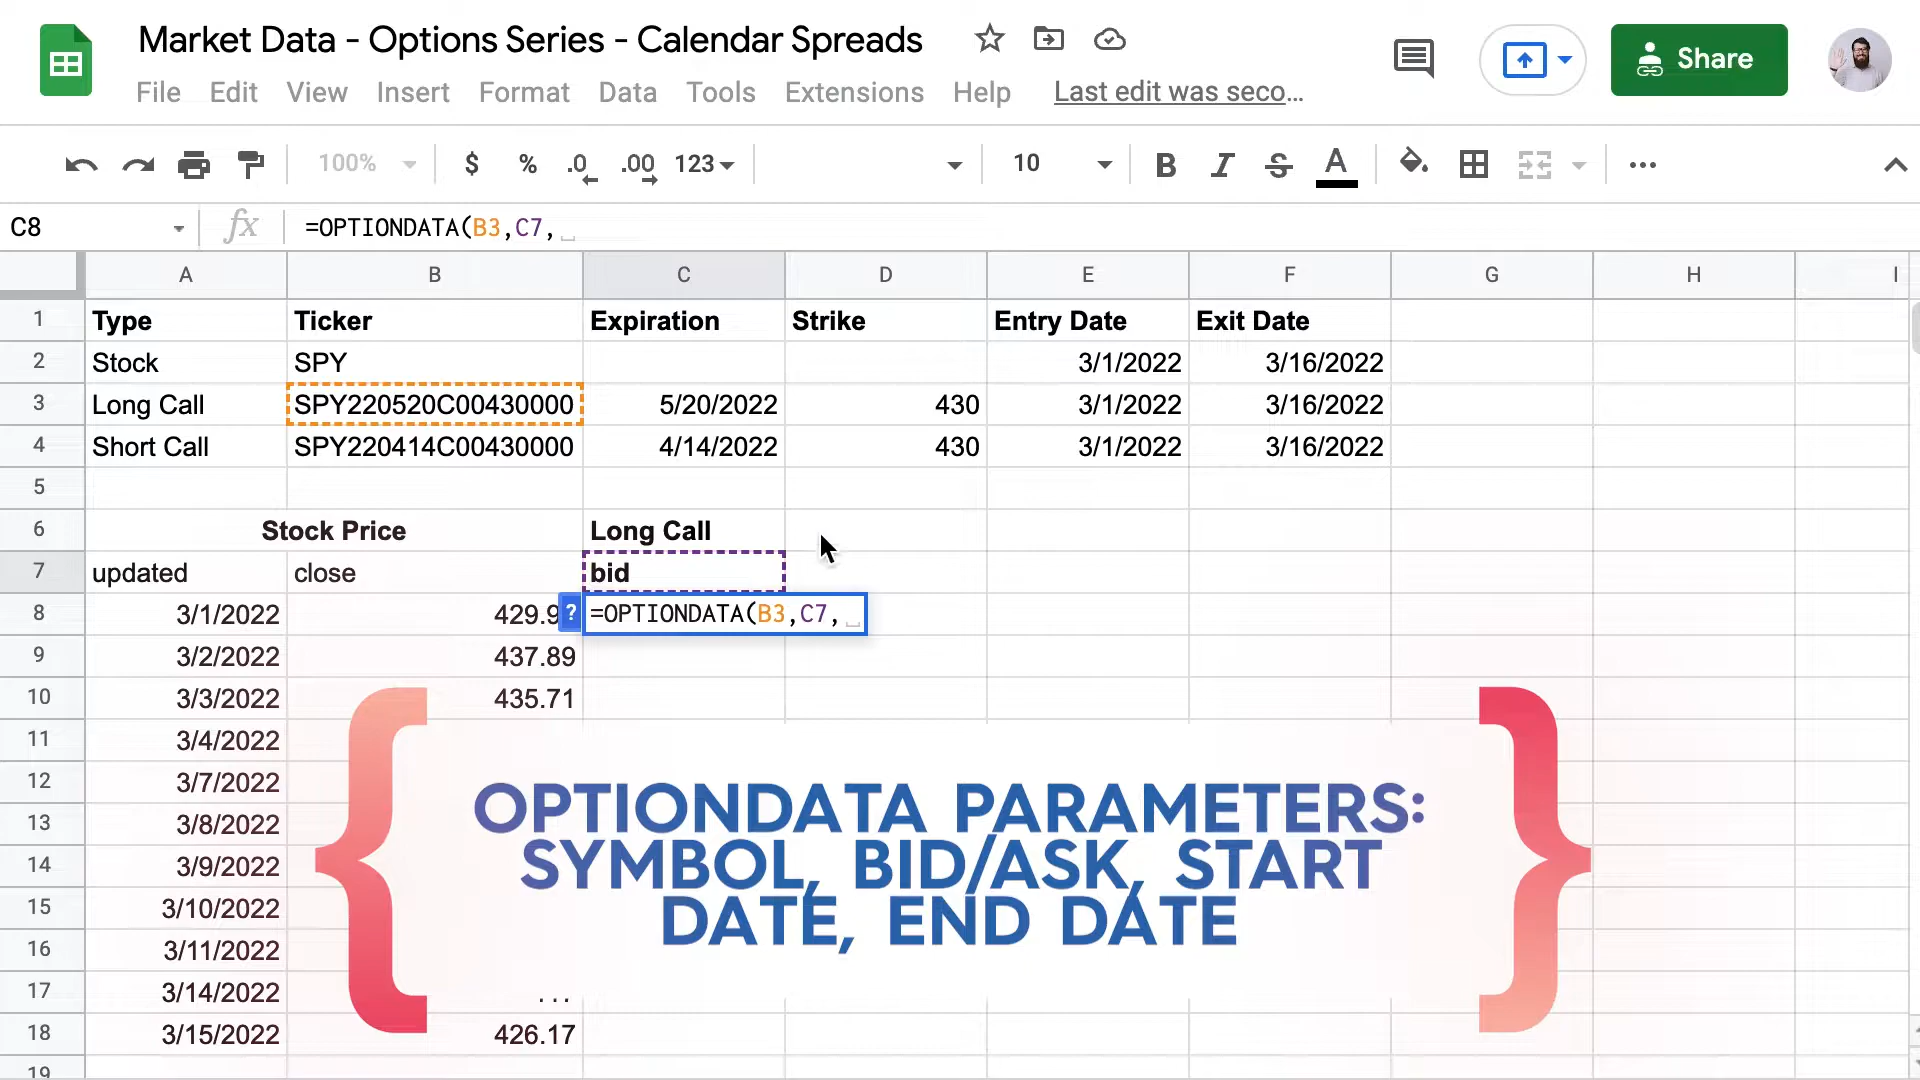 Market Data - Options Series - Calendar Spreads
File Edit View Insert Format Data Tools Extensions Help Last edit was seco...
Share
100% $ % .0 .00 123 10 B I S A
C8 fx =OPTIONDATA(B3,C7,
A B C D E F G H I
1 Type Ticker Expiration Strike Entry Date Exit Date
2 Stock SPY 3/1/2022 3/16/2022
3 Long Call SPY220520C00430000 5/20/2022 430 3/1/2022 3/16/2022
4 Short Call SPY220414C00430000 4/14/2022 430 3/1/2022 3/16/2022
5
6 Stock Price Long Call
7 updated close bid
8 3/1/2022 429.9 ? =OPTIONDATA(B3,C7,
9 3/2/2022 437.89
10 3/3/2022 435.71
11 3/4/2022
12 3/7/2022
13 3/8/2022
14 3/9/2022
15 3/10/2022
16 3/11/2022
17 3/14/2022
18 3/15/2022 426.17
19
OPTIONDATA PARAMETERS:
SYMBOL, BID/ASK, START
DATE, END DATE